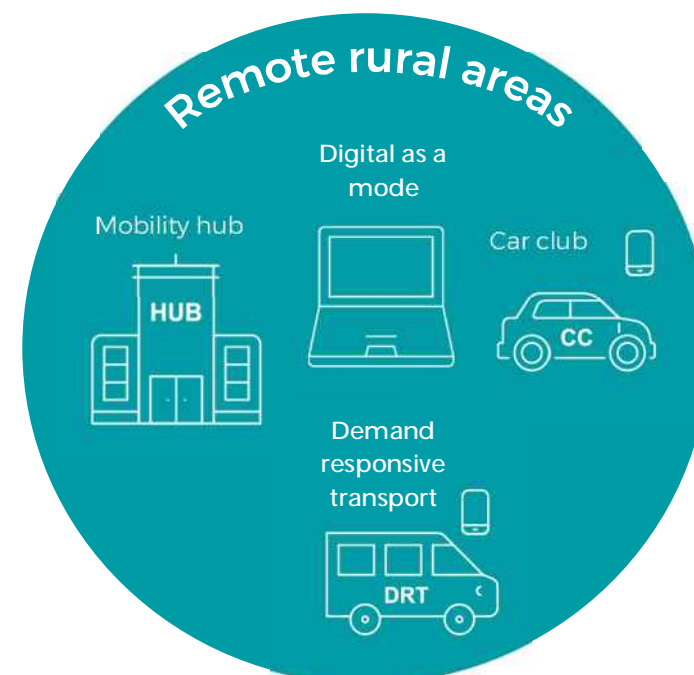 Remote rural areas
Digital as a
mode
Mobility hub
HUB
Car club
CC
Demand
responsive
transport
DRT